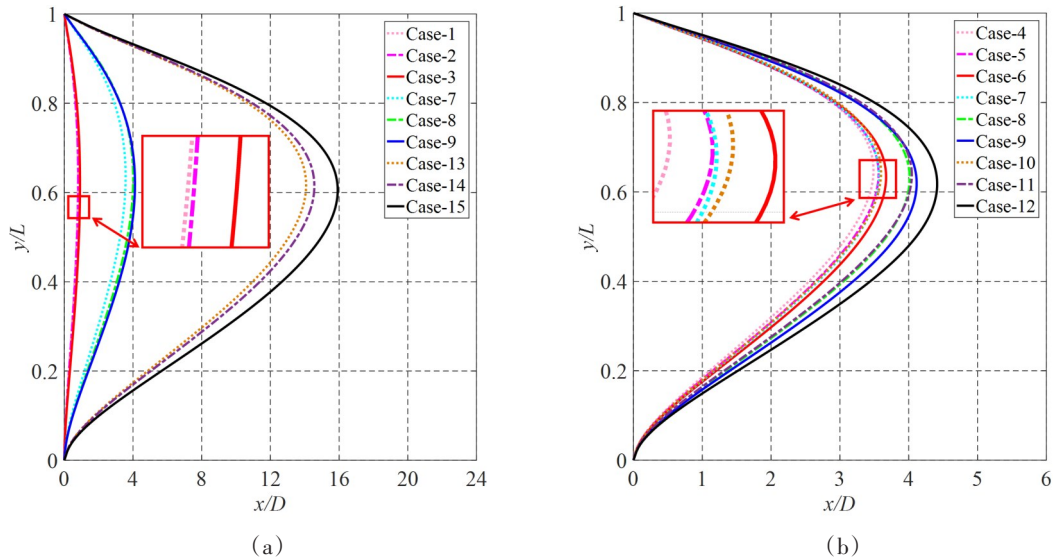 1
0.8
0.6
0.4
0.2
0
y/L
0 4 8 12 16 20 24
x/D
Case-1
Case-2
Case-3
Case-7
Case-8
Case-9
Case-13
Case-14
Case-15
(a)
1
0.8
0.6
0.4
0.2
0
y/L
0 1 2 3 4 5 6
x/D
Case-4
Case-5
Case-6
Case-7
Case-8
Case-9
Case-10
Case-11
Case-12
(b)